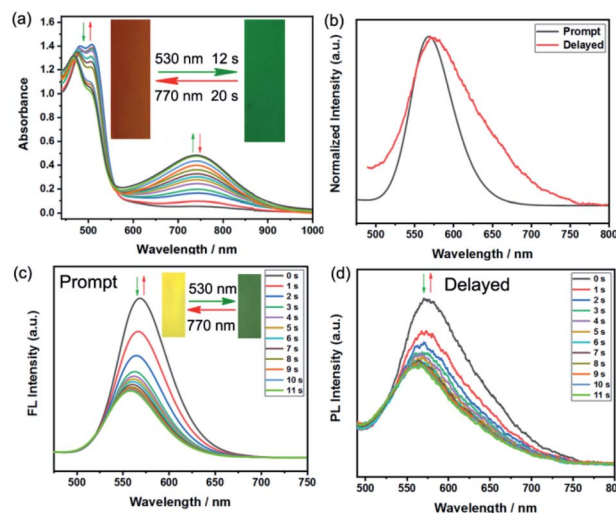 (a)
530 nm 12 s
770 nm 20 s
Absorbance
1.6
1.4
1.2
1.0
0.8
0.6
0.4
0.2
0.0
500 600 700 800 900 1000
Wavelength / nm
(b)
Prompt
Delayed
Normalized Intensity (a.u.)
500 550 600 650 700 750 800
Wavelength / nm
(c) Prompt
530 nm
770 nm
0 s
1 s
2 s
3 s
4 s
5 s
6 s
7 s
8 s
9 s
10 s
11 s
FL Intensity (a.u.)
500 550 600 650 700 750
Wavelength / nm
(d) Delayed
0 s
1 s
2 s
3 s
4 s
5 s
6 s
7 s
8 s
9 s
10 s
11 s
PL Intensity (a.u.)
500 550 600 650 700 750 800
Wavelength / nm